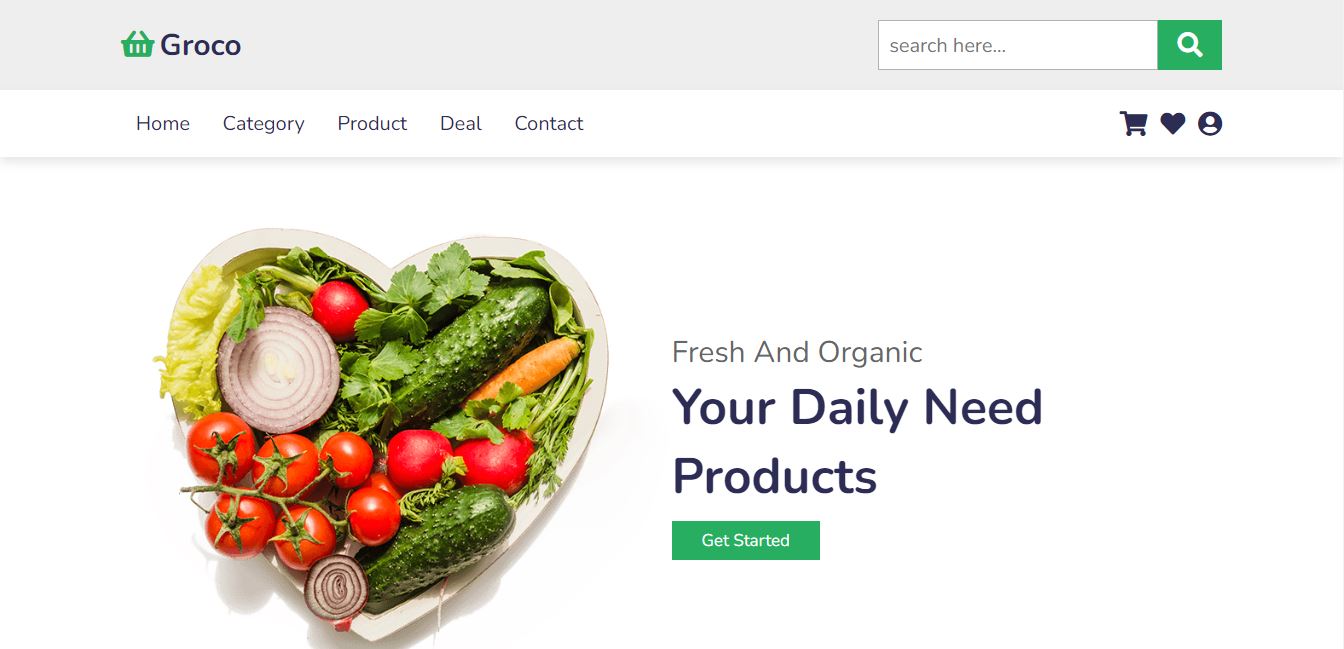 Groco
search here...
Home Category Product Deal Contact
Fresh And Organic
Your Daily Need
Products
Get Started